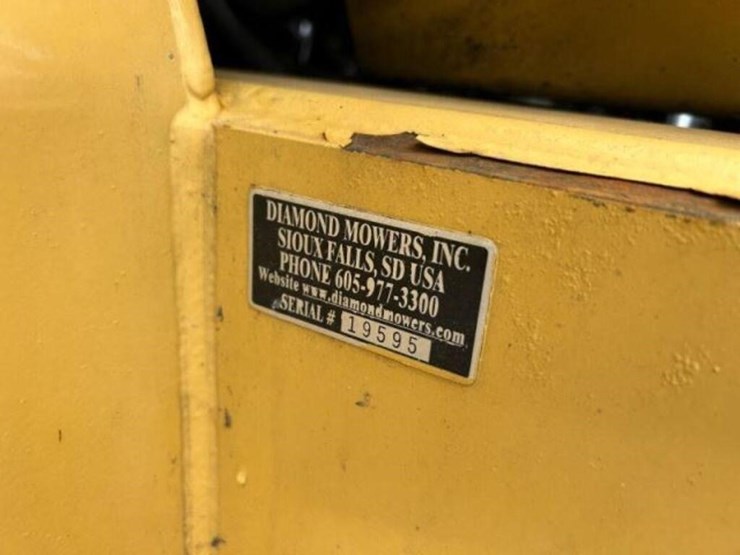 DIAMOND MOWERS, INC.
SIOUX FALLS, SD USA
PHONE 605-977-3300
Website www.diamondmowers.com
SERIAL # 19595